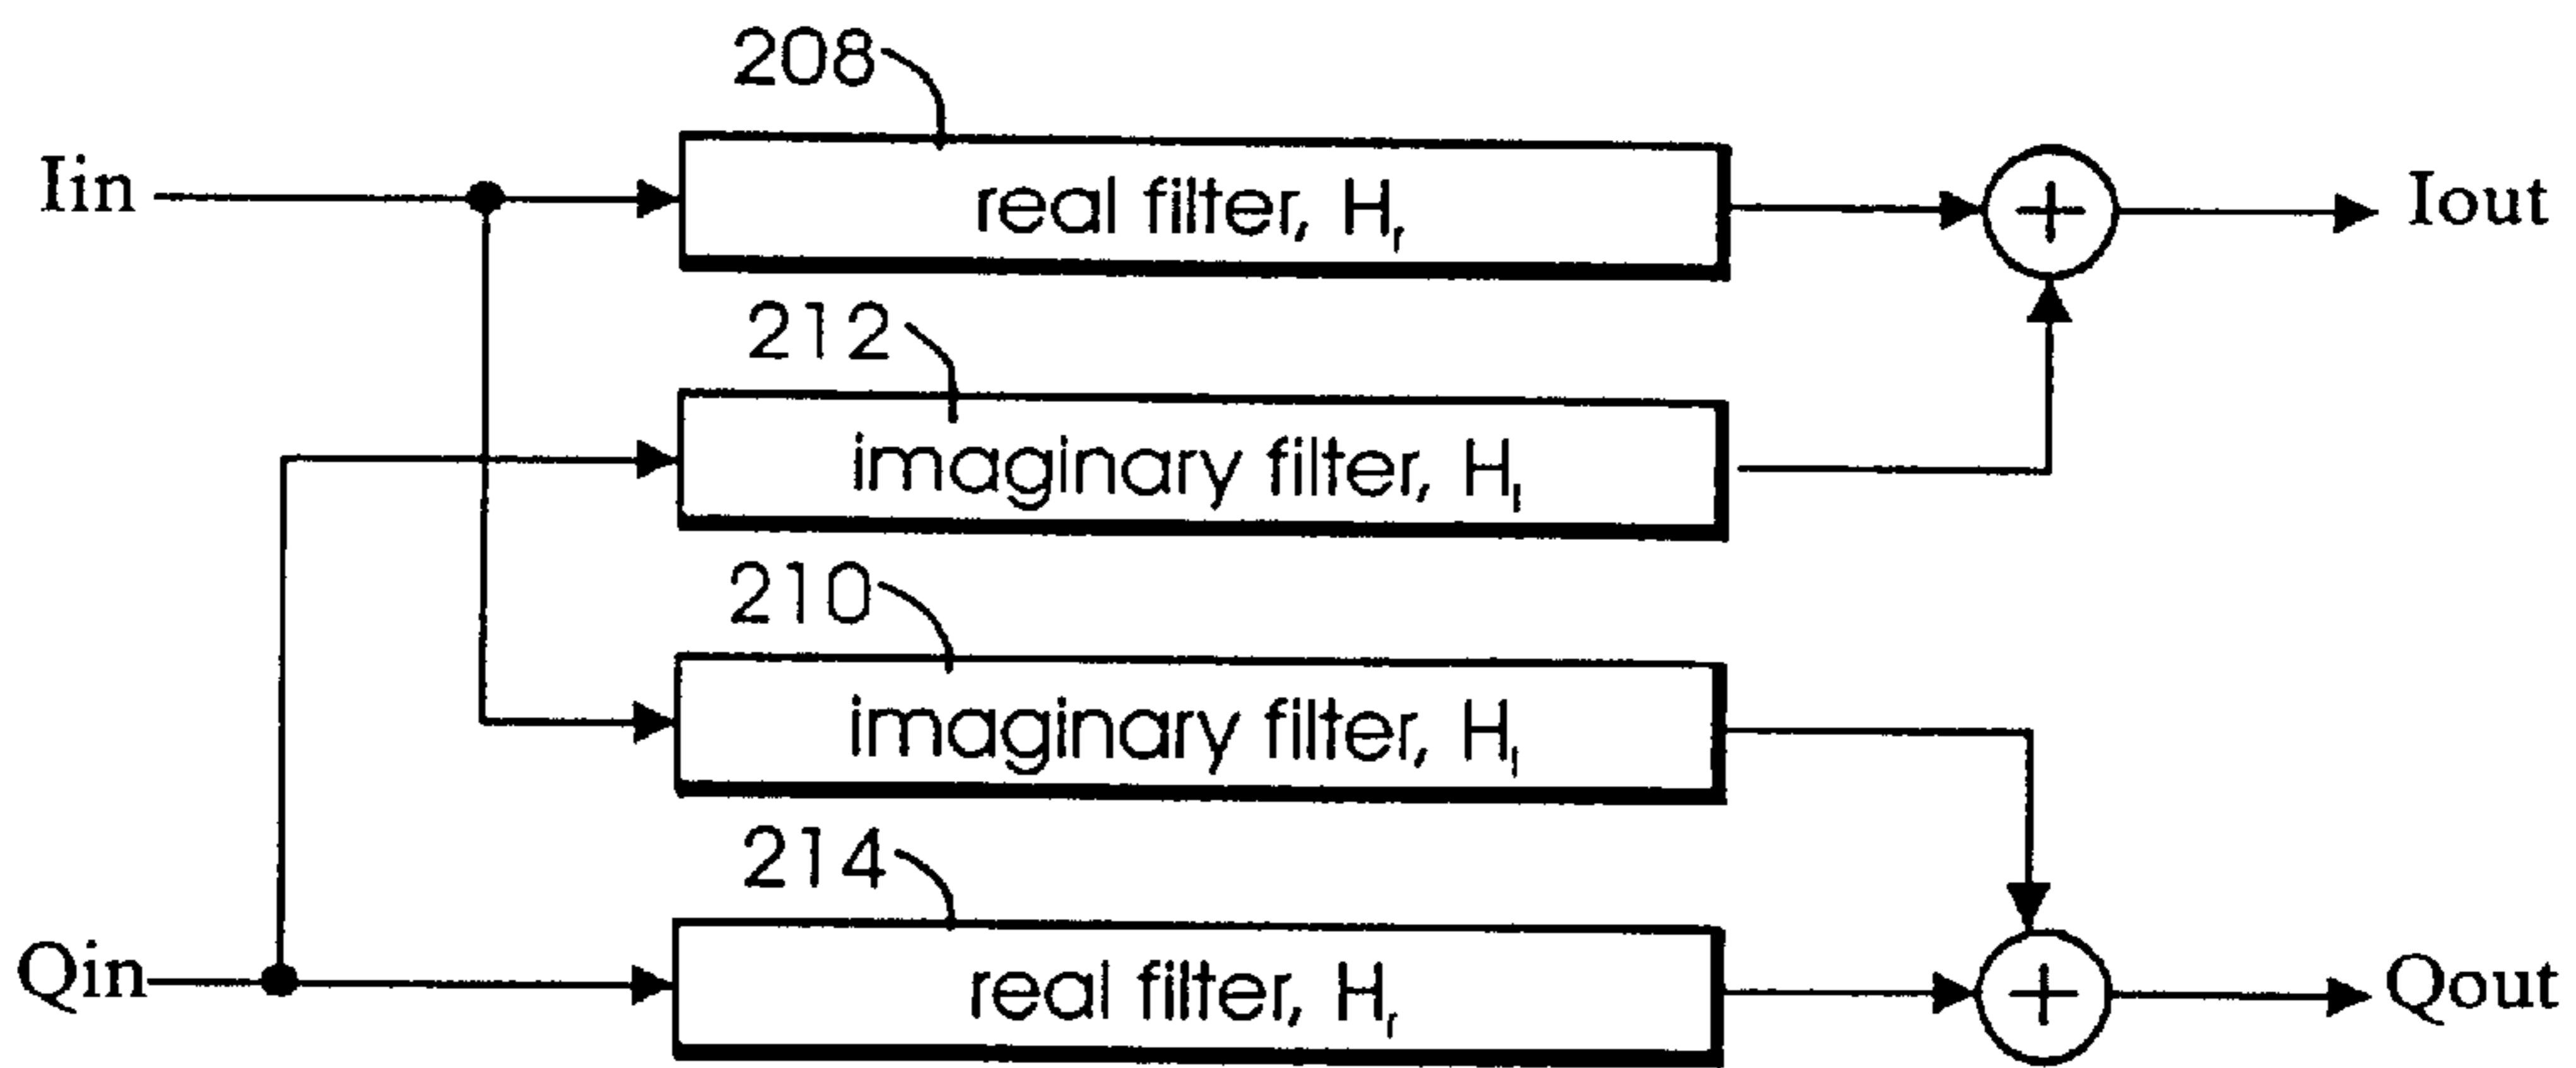 208
Iin
real filter, Hr
+
Iout
212
imaginary filter, HI
210
imaginary filter, HI
214
Qin
real filter, Hr
+
Qout